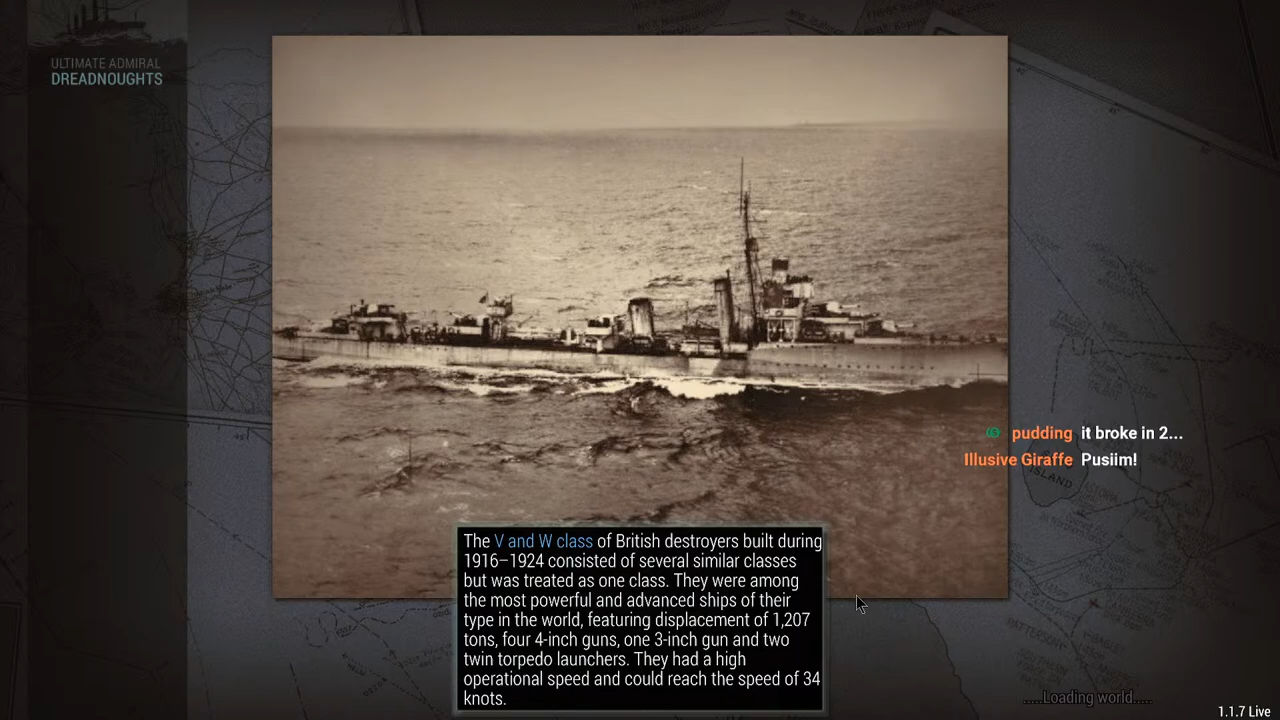 ULTIMATE ADMIRAL
DREADNOUGHTS
pudding it broke in 2...
Illusive Giraffe Pusiim!
ISLAND
The V and W class of British destroyers built during
1916–1924 consisted of several similar classes
but was treated as one class. They were among
the most powerful and advanced ships of their
type in the world, featuring displacement of 1,207
tons, four 4-inch guns, one 3-inch gun and two
twin torpedo launchers. They had a high
operational speed and could reach the speed of 34
knots.
.....Loading world.....
1.1.7 Live